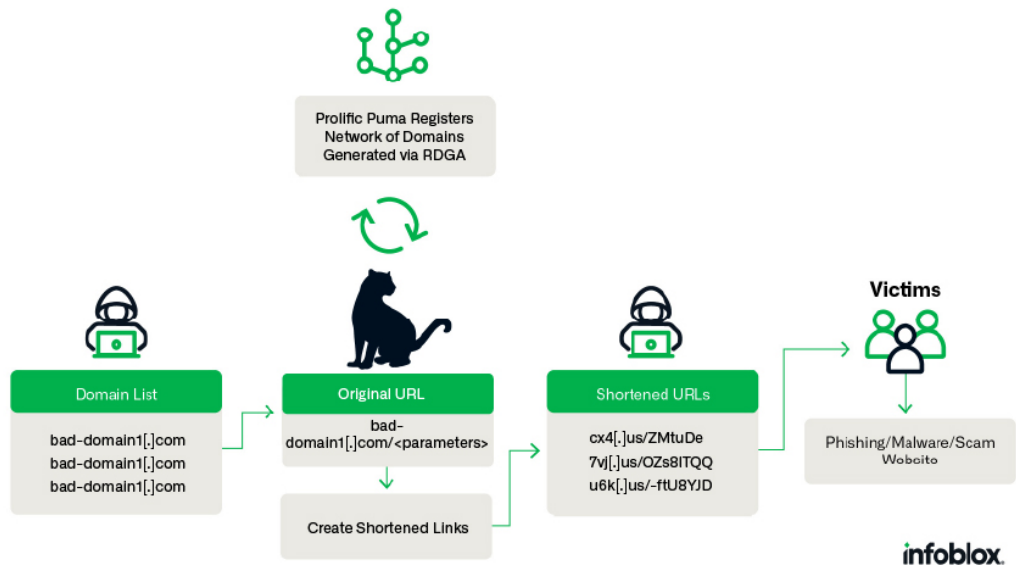 Prolific Puma Registers
Network of Domains
Generated via RDGA
Victims
Domain List
bad-domain1[.]com
bad-domain1[.]com
bad-domain1[.]com
Original URL
bad-
domain1[.]com/<parameters>
Create Shortened Links
Shortened URLs
cx4[.]us/ZMtuDe
7vj[.]us/OZs8ITQQ
u6k[.]us/-ftU8YJD
Phishing/Malware/Scam
Website
infoblox.